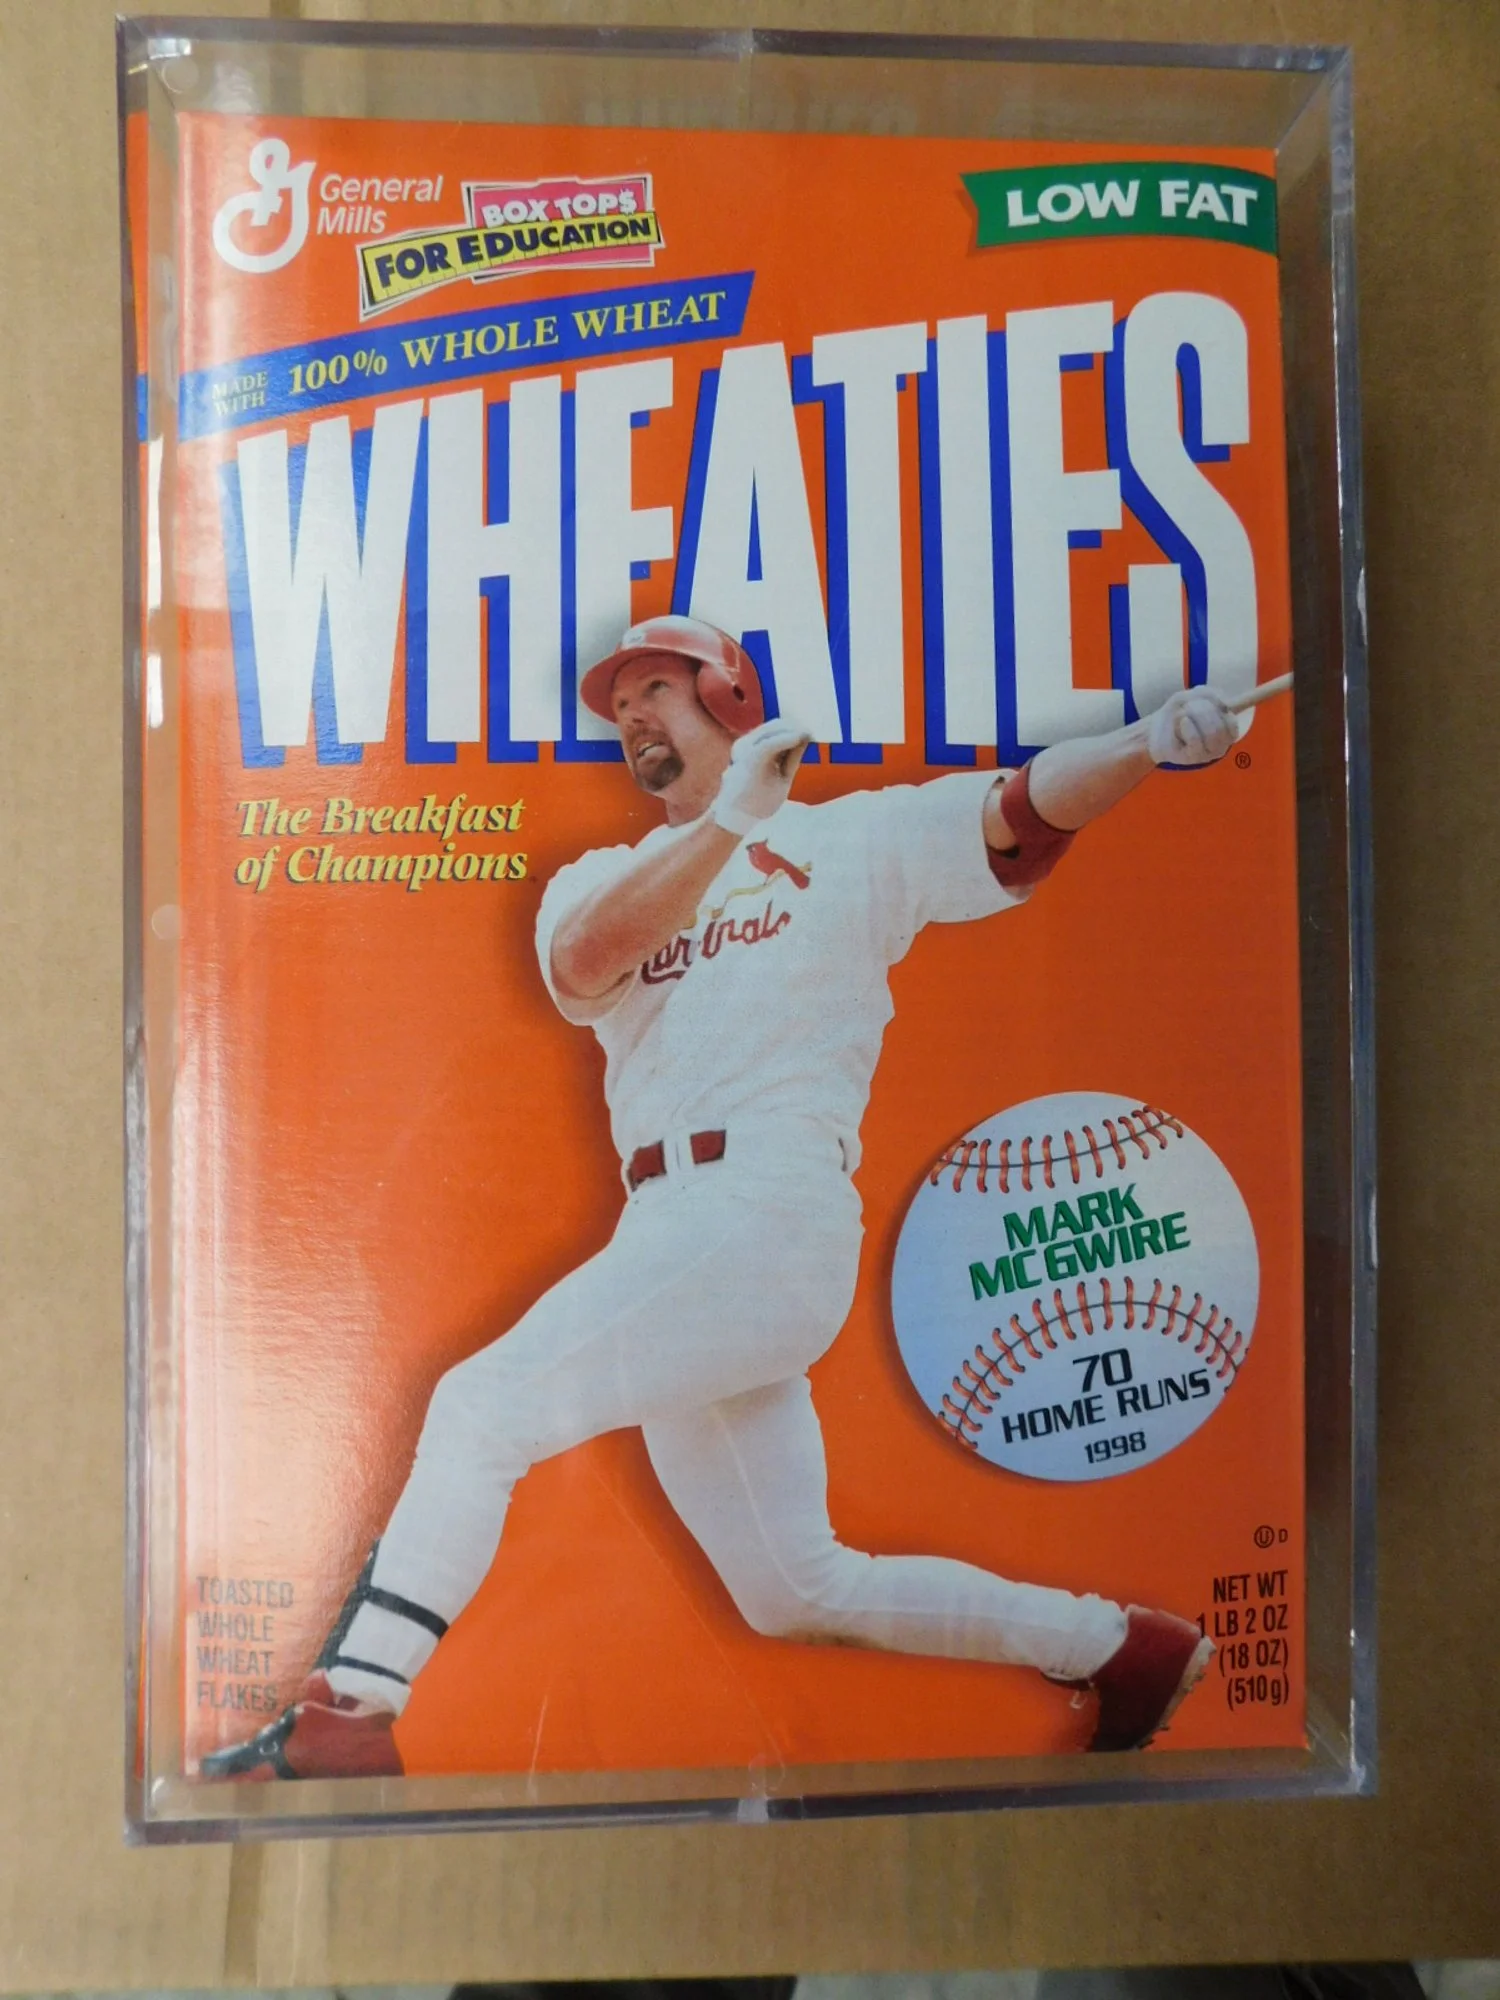 General
Mills
BOX TOP$
FOR EDUCATION
LOW FAT
MADE
WITH
100% WHOLE WHEAT
WHEATIES
®
The Breakfast
of Champions
Cardinals
MARK
MCGWIRE
70
HOME RUNS
1998
U D
TOASTED
WHOLE
WHEAT
FLAKES
NET WT
1 LB 2 OZ
(18 OZ)
(510g)